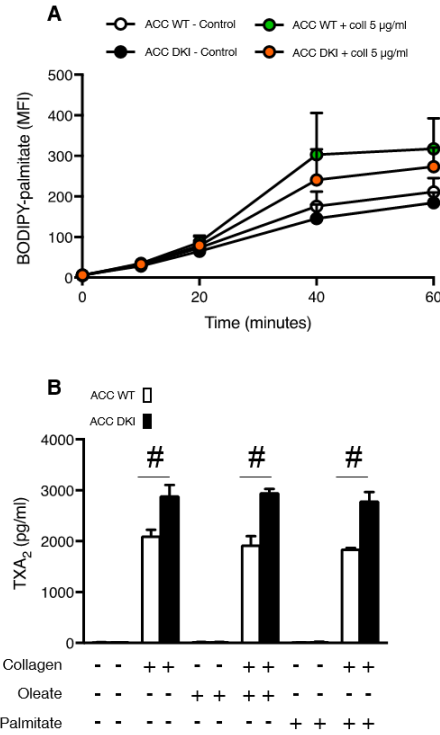 A
ACC WT - Control
ACC WT + coll 5 µg/ml
ACC DKI - Control
ACC DKI + coll 5 µg/ml
500
400
300
200
100
0
BODIPY-palmitate (MFI)
0 20 40 60
Time (minutes)
B
ACC WT
ACC DKI
4000
3000
2000
1000
0
TXA2 (pg/ml)
# # #
Collagen - - + + - - + + - - + +
Oleate - - - - + + + + - - - -
Palmitate - - - - - - - - + + + +